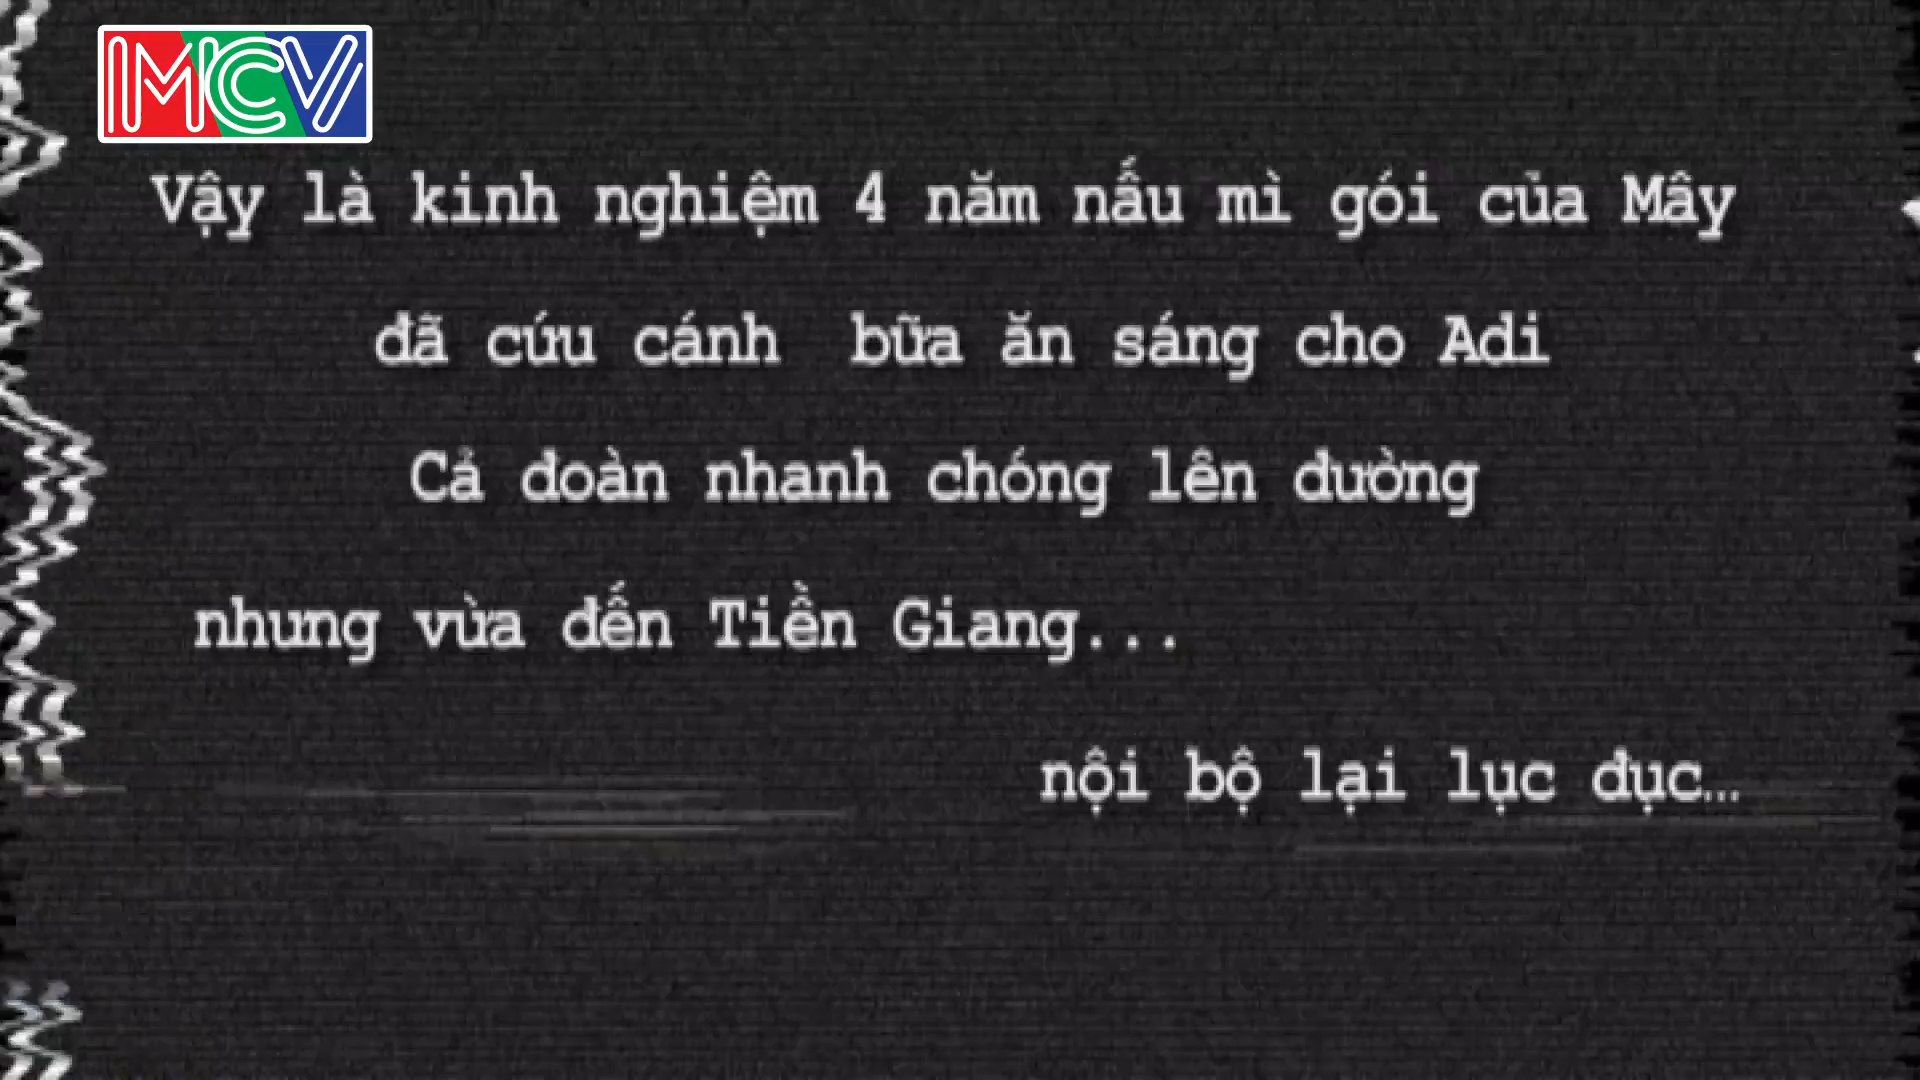 MCV
Vậy là kinh nghiệm 4 năm nấu mì gói của Mây
đã cứu cánh bữa ăn sáng cho Adi
Cả đoàn nhanh chóng lên đường
nhưng vừa đến Tiền Giang...
nội bộ lại lục đục...